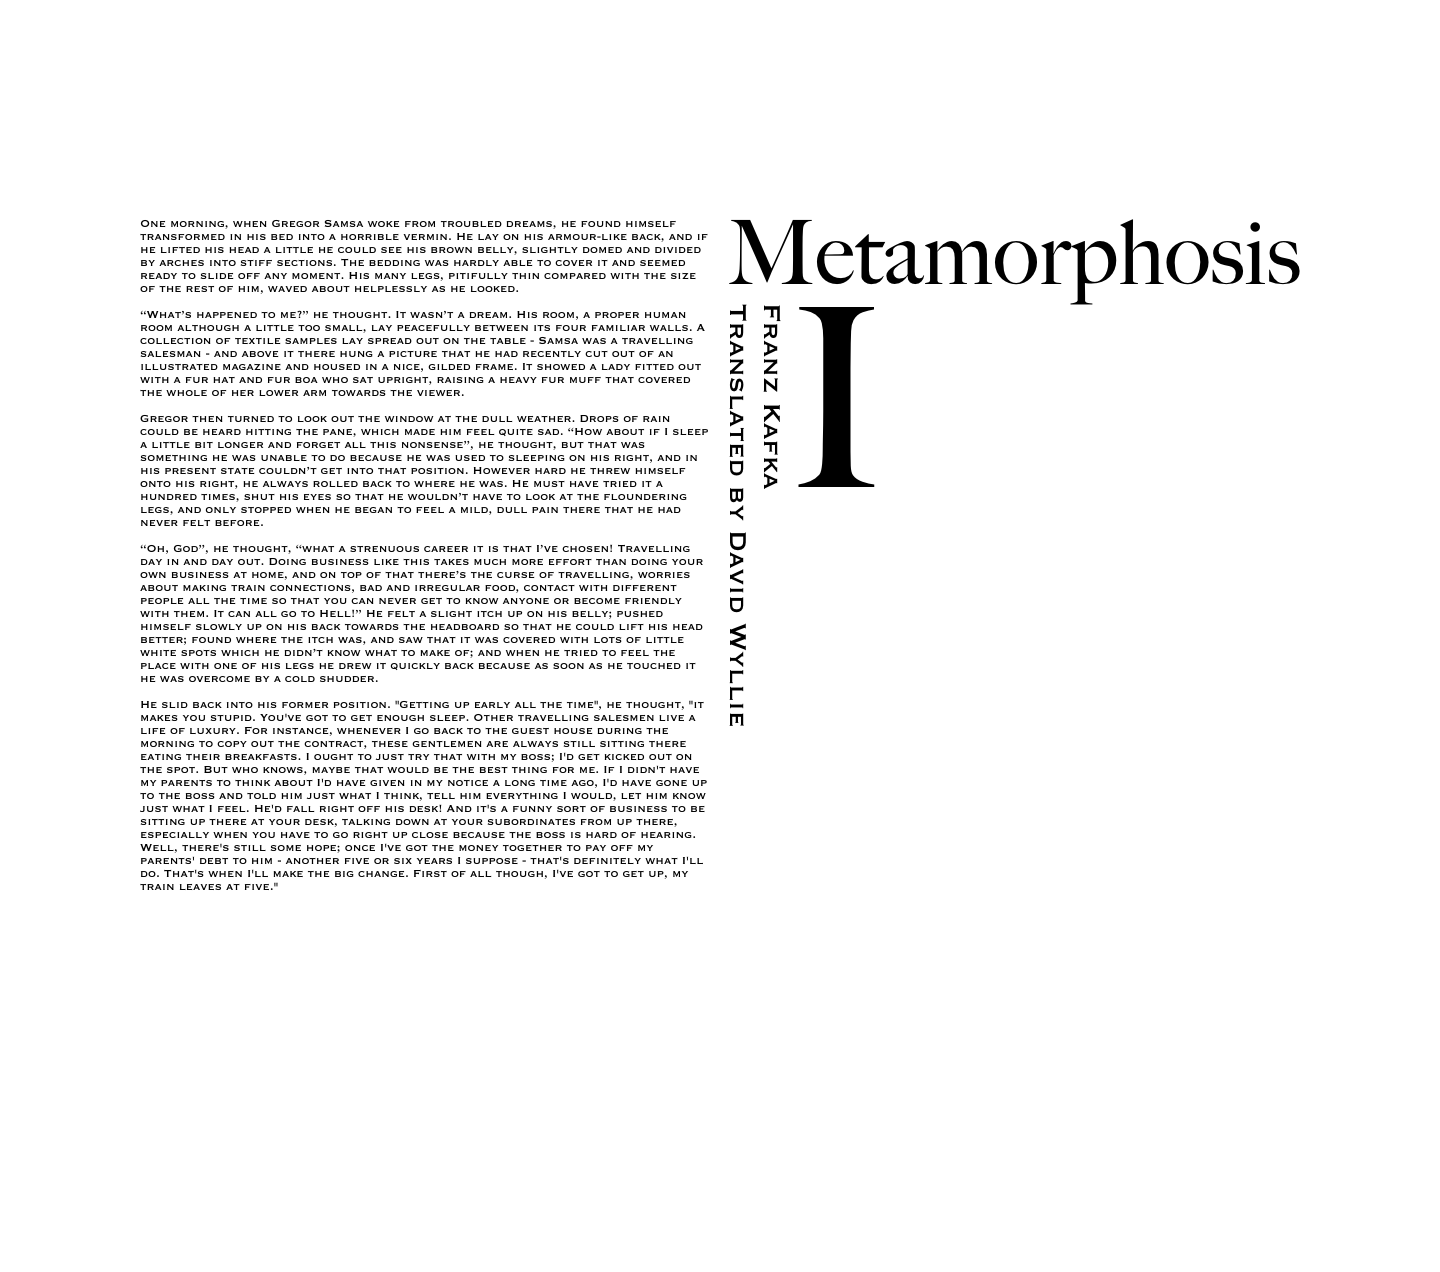 Metamorphosis
I
Franz Kafka
Translated by David Wyllie
One morning, when Gregor Samsa woke from troubled dreams, he found himself
transformed in his bed into a horrible vermin. He lay on his armour-like back, and if
he lifted his head a little he could see his brown belly, slightly domed and divided
by arches into stiff sections. The bedding was hardly able to cover it and seemed
ready to slide off any moment. His many legs, pitifully thin compared with the size
of the rest of him, waved about helplessly as he looked.
“What’s happened to me?” he thought. It wasn’t a dream. His room, a proper human
room although a little too small, lay peacefully between its four familiar walls. A
collection of textile samples lay spread out on the table - Samsa was a travelling
salesman - and above it there hung a picture that he had recently cut out of an
illustrated magazine and housed in a nice, gilded frame. It showed a lady fitted out
with a fur hat and fur boa who sat upright, raising a heavy fur muff that covered
the whole of her lower arm towards the viewer.
Gregor then turned to look out the window at the dull weather. Drops of rain
could be heard hitting the pane, which made him feel quite sad. “How about if I sleep
a little bit longer and forget all this nonsense”, he thought, but that was
something he was unable to do because he was used to sleeping on his right, and in
his present state couldn’t get into that position. However hard he threw himself
onto his right, he always rolled back to where he was. He must have tried it a
hundred times, shut his eyes so that he wouldn’t have to look at the floundering
legs, and only stopped when he began to feel a mild, dull pain there that he had
never felt before.
“Oh, God”, he thought, “what a strenuous career it is that I’ve chosen! Travelling
day in and day out. Doing business like this takes much more effort than doing your
own business at home, and on top of that there’s the curse of travelling, worries
about making train connections, bad and irregular food, contact with different
people all the time so that you can never get to know anyone or become friendly
with them. It can all go to Hell!” He felt a slight itch up on his belly; pushed
himself slowly up on his back towards the headboard so that he could lift his head
better; found where the itch was, and saw that it was covered with lots of little
white spots which he didn’t know what to make of; and when he tried to feel the
place with one of his legs he drew it quickly back because as soon as he touched it
he was overcome by a cold shudder.
He slid back into his former position. "Getting up early all the time", he thought, "it
makes you stupid. You've got to get enough sleep. Other travelling salesmen live a
life of luxury. For instance, whenever I go back to the guest house during the
morning to copy out the contract, these gentlemen are always still sitting there
eating their breakfasts. I ought to just try that with my boss; I'd get kicked out on
the spot. But who knows, maybe that would be the best thing for me. If I didn't have
my parents to think about I'd have given in my notice a long time ago, I'd have gone up
to the boss and told him just what I think, tell him everything I would, let him know
just what I feel. He'd fall right off his desk! And it's a funny sort of business to be
sitting up there at your desk, talking down at your subordinates from up there,
especially when you have to go right up close because the boss is hard of hearing.
Well, there's still some hope; once I've got the money together to pay off my
parents' debt to him - another five or six years I suppose - that's definitely what I'll
do. That's when I'll make the big change. First of all though, I've got to get up, my
train leaves at five."